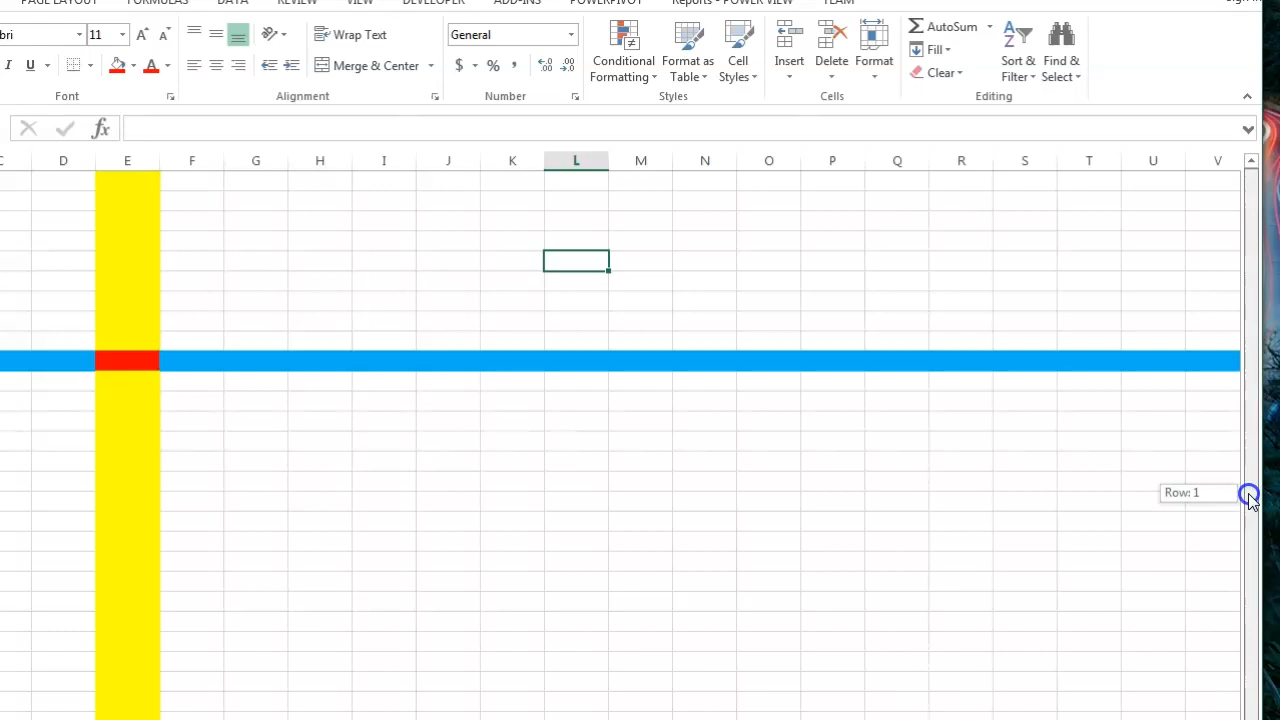 PAGE LAYOUT FORMULAS DATA REVIEW VIEW DEVELOPER ADD-INS POWERPIVOT Reports - POWER VIEW TEAM
bri 11 A A Wrap Text General Conditional Formatting Format as Table Cell Styles Insert Delete Format AutoSum Fill Clear Sort & Filter Find & Select
I U A Merge & Center $ % ,
Font Alignment Number Styles Cells Editing
fx
C D E F G H I J K L M N O P Q R S T U V
Row: 1